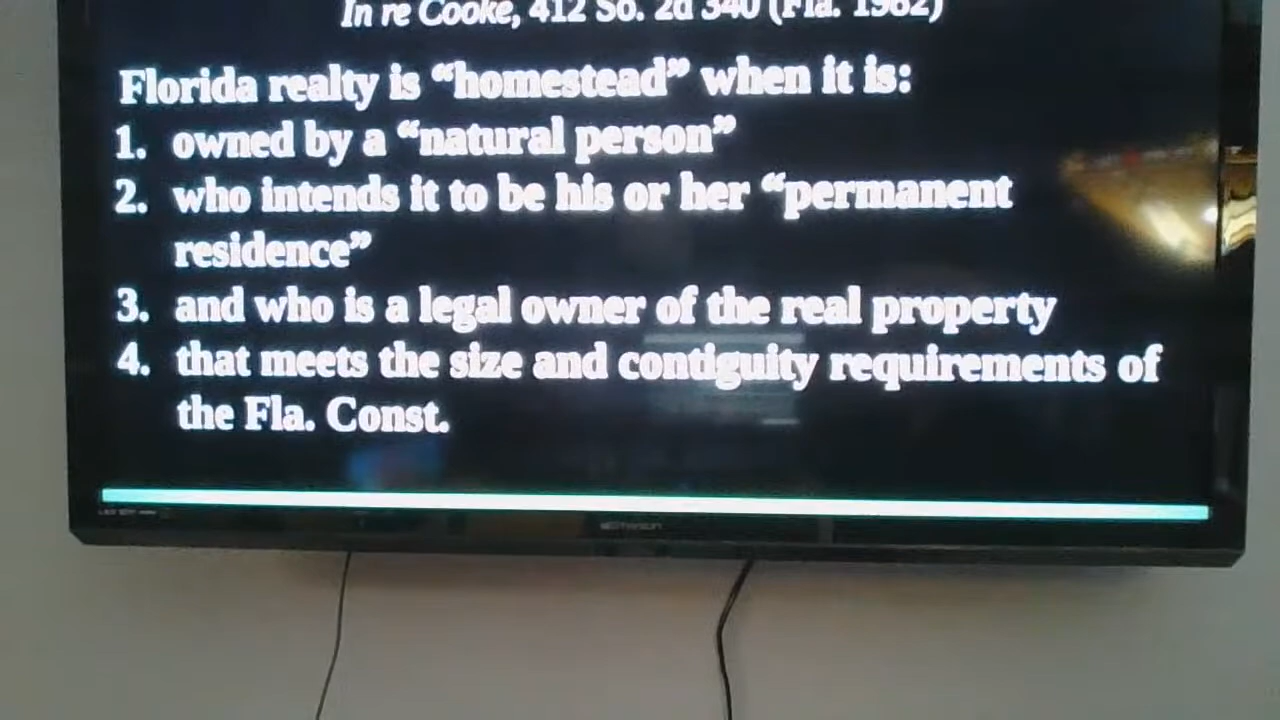 In re Cooke, 412 So. 2d 340 (Fla. 1982)
Florida realty is “homestead” when it is:
1. owned by a “natural person”
2. who intends it to be his or her “permanent
residence”
3. and who is a legal owner of the real property
4. that meets the size and contiguity requirements of
the Fla. Const.
Emerson